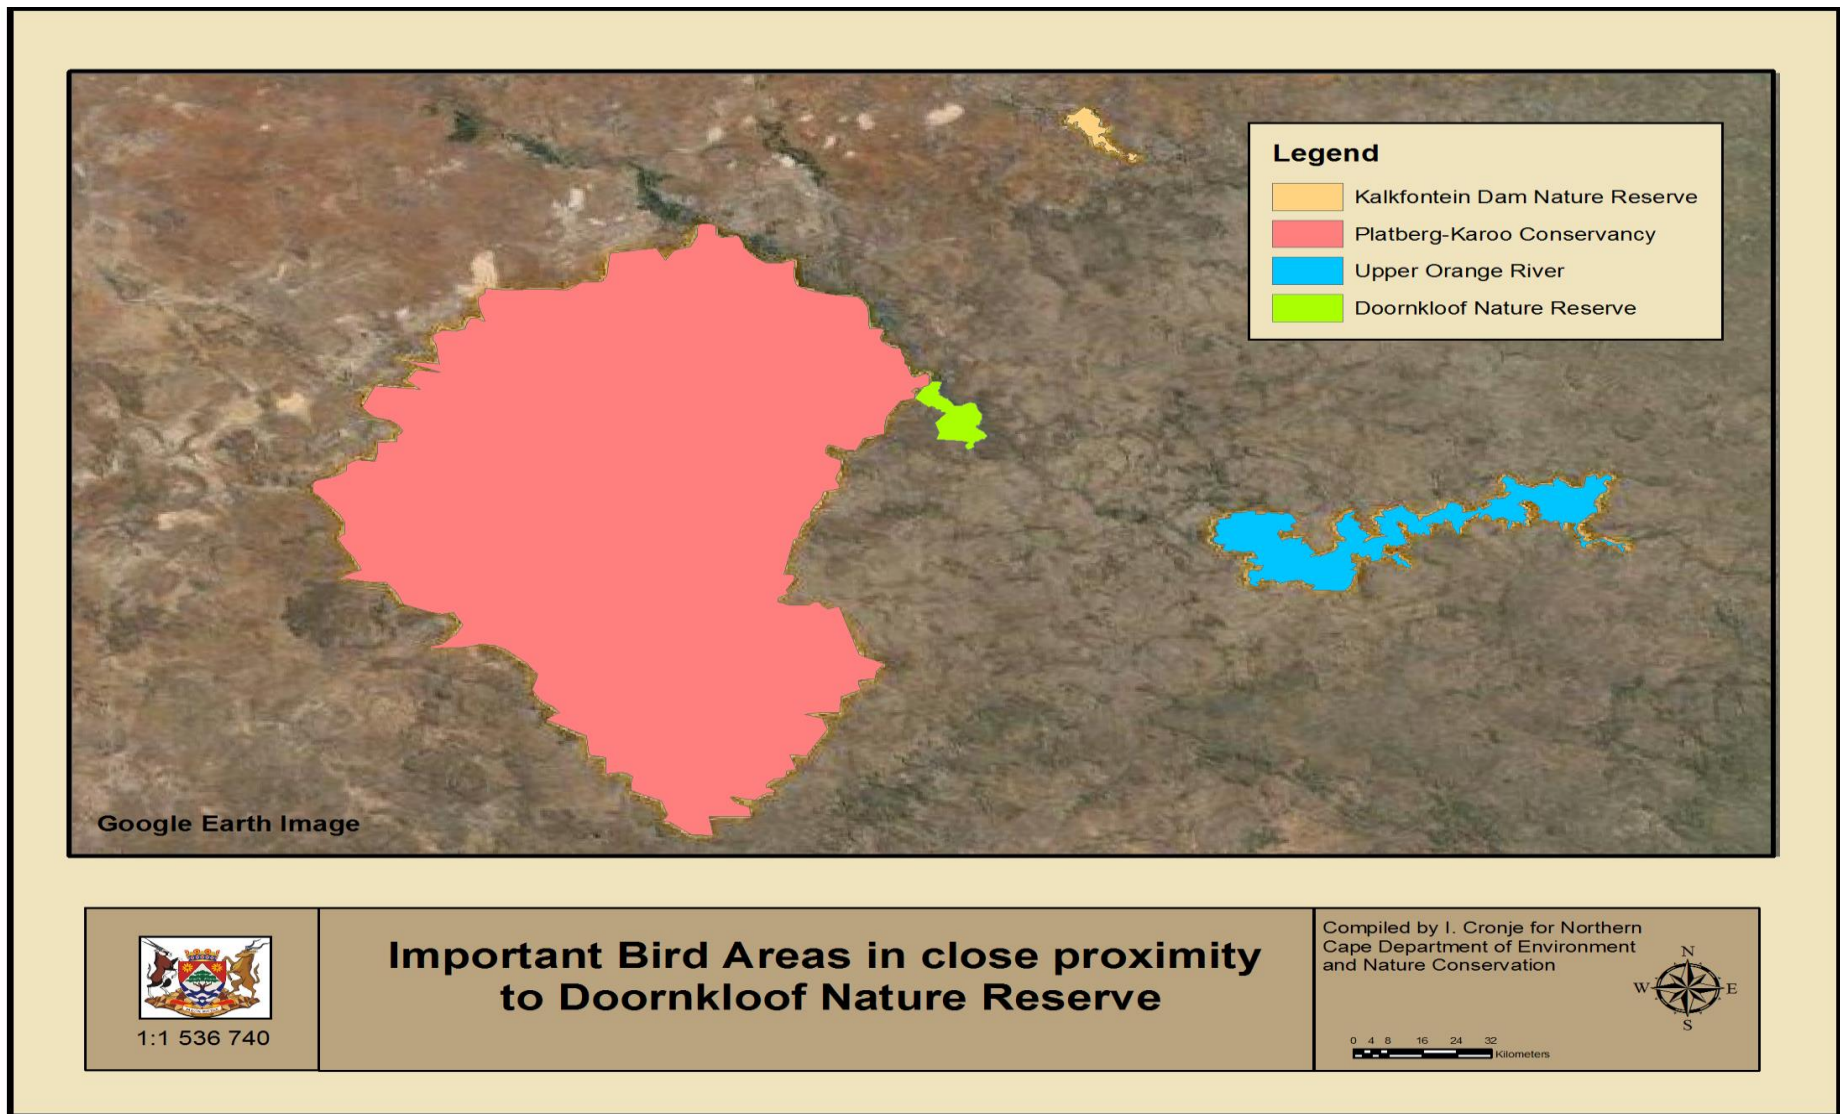 Legend
Kalkfontein Dam Nature Reserve
Platberg-Karoo Conservancy
Upper Orange River
Doornkloof Nature Reserve
Google Earth Image
1:1 536 740
Important Bird Areas in close proximity
to Doornkloof Nature Reserve
Compiled by I. Cronje for Northern
Cape Department of Environment
and Nature Conservation
N
W E
S
0 4 8 16 24 32
Kilometers